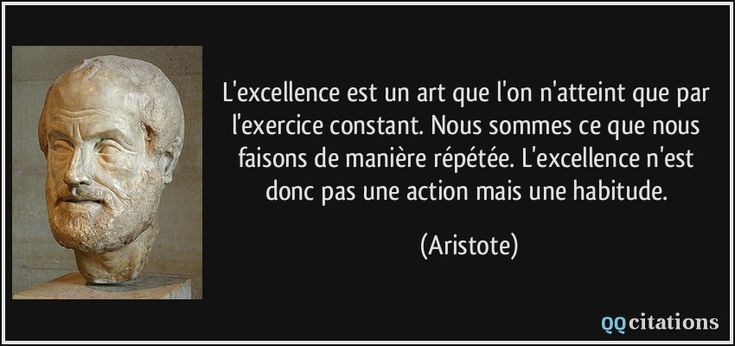 L'excellence est un art que l'on n'atteint que par
l'exercice constant. Nous sommes ce que nous
faisons de manière répétée. L'excellence n'est
donc pas une action mais une habitude.
(Aristote)
QQcitations